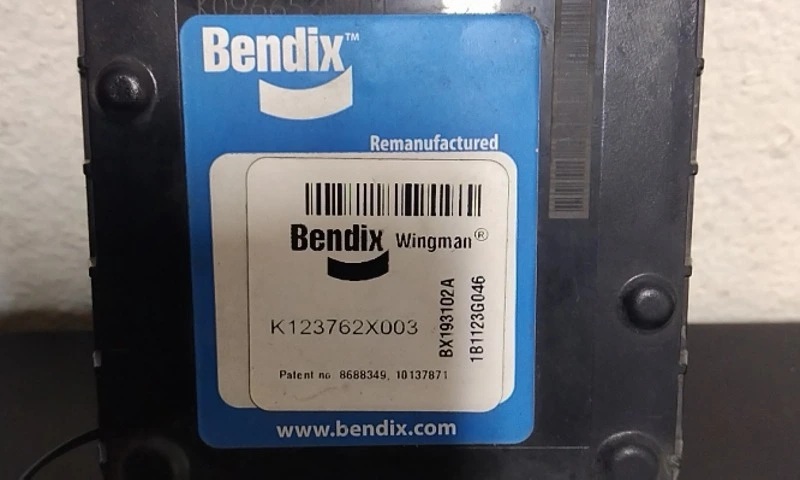 Bendix™
Remanufactured
Bendix Wingman®
K123762X003
BX193102A
1B1123G046
Patent no. 8688349, 10137871
www.bendix.com